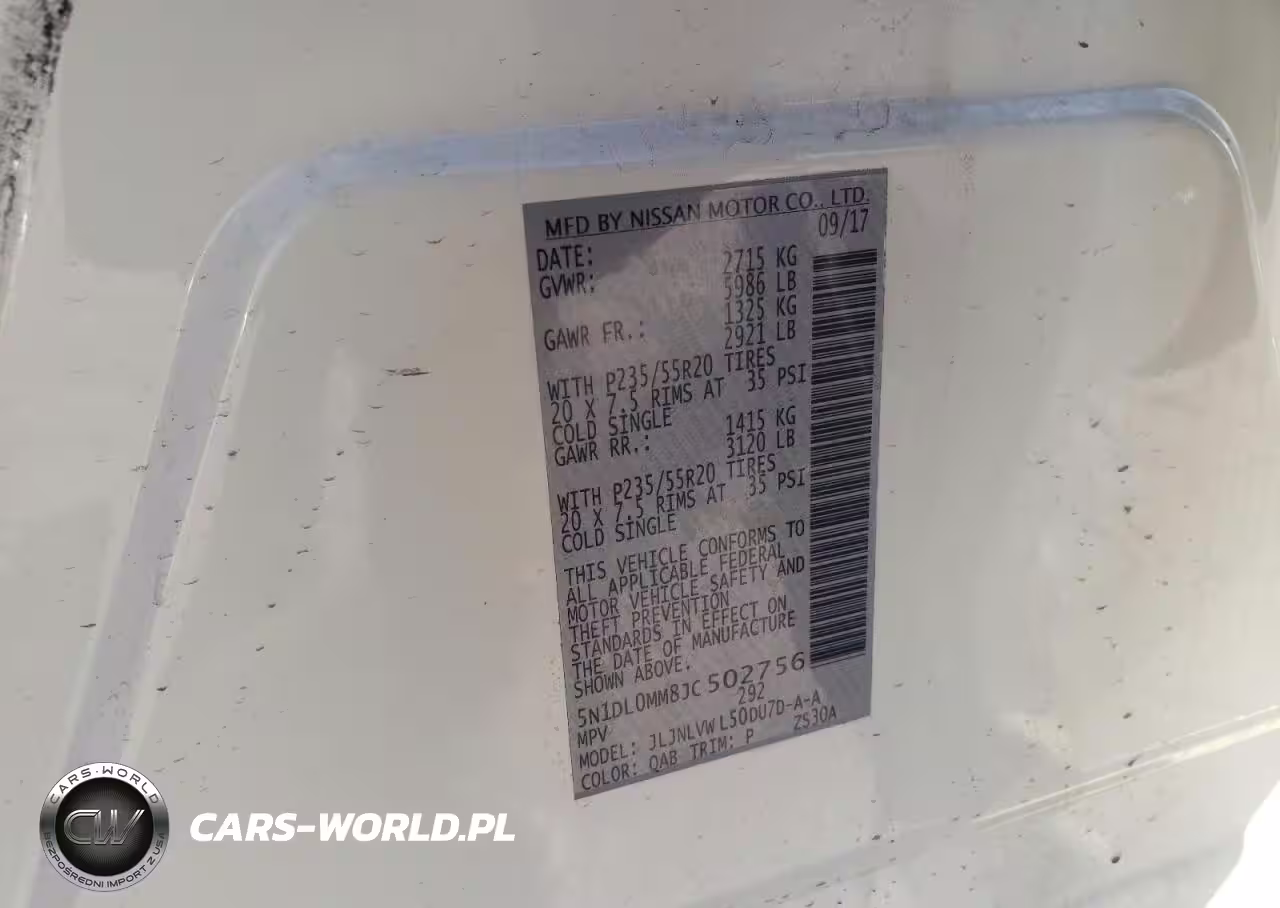 MFD BY NISSAN MOTOR CO., LTD.
DATE: 09/17
GVWR: 2715 KG
5986 LB
GAWR FR.: 1325 KG
2921 LB
WITH P235/55R20 TIRES
20 X 7.5 RIMS AT 35 PSI
COLD SINGLE
GAWR RR.: 1415 KG
3120 LB
WITH P235/55R20 TIRES
20 X 7.5 RIMS AT 35 PSI
COLD SINGLE
THIS VEHICLE CONFORMS TO
ALL APPLICABLE FEDERAL
MOTOR VEHICLE SAFETY AND
THEFT PREVENTION
STANDARDS IN EFFECT ON
THE DATE OF MANUFACTURE
SHOWN ABOVE.
5N1DL0MM8JC502756
MPV 292
MODEL: JLJNLVWL50DU7D-A-A
COLOR: QAB TRIM: P ZS30A
CARS-WORLD
CW
BEZPOŚREDNI IMPORT Z USA
CARS-WORLD.PL